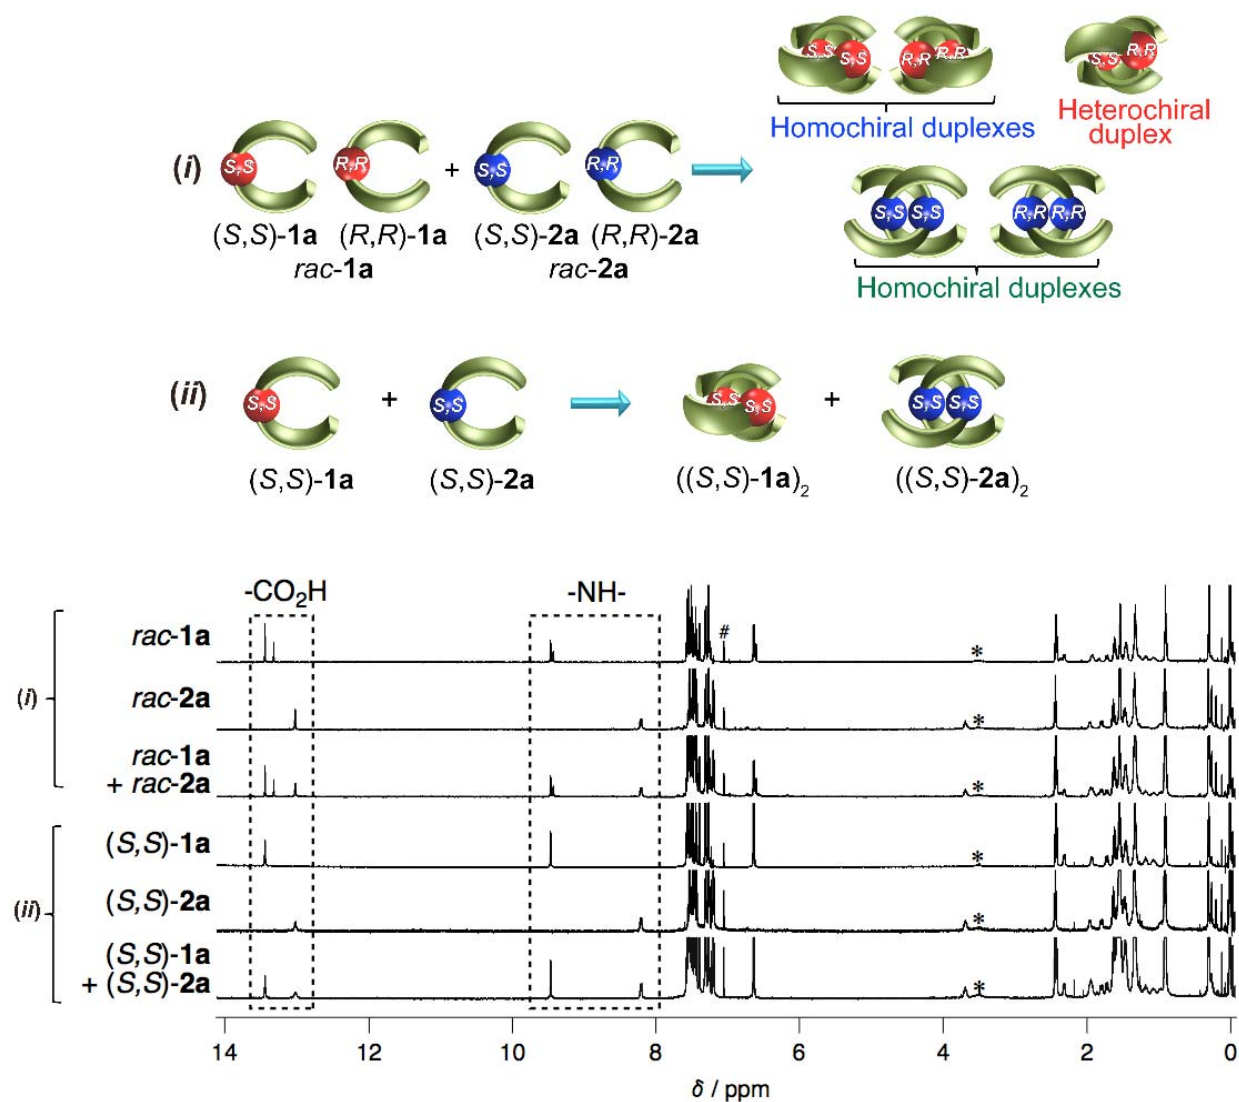 S,S S,S R,R R,R S,S R,R
Homochiral duplexes
Heterochiral
duplex
(i)
S,S R,R + S,S R,R
S,S S,S R,R R,R
(S,S)-1a (R,R)-1a (S,S)-2a (R,R)-2a
rac-1a rac-2a
Homochiral duplexes
(ii)
S,S + S,S S,S S,S + S,S S,S
(S,S)-1a (S,S)-2a ((S,S)-1a)₂ ((S,S)-2a)₂
-CO₂H -NH-
(i)
rac-1a # *
rac-2a *
rac-1a
+ rac-2a *
(ii)
(S,S)-1a *
(S,S)-2a *
(S,S)-1a
+ (S,S)-2a *
14 12 10 8 6 4 2 0
δ / ppm